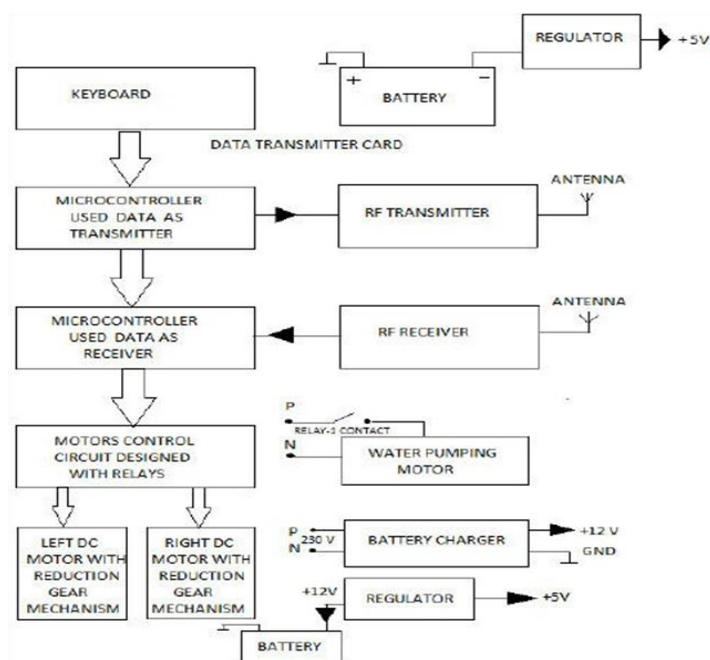 REGULATOR
+5V
+ −
BATTERY
KEYBOARD
DATA TRANSMITTER CARD
MICROCONTROLLER
USED DATA AS
TRANSMITTER
RF TRANSMITTER
ANTENNA
MICROCONTROLLER
USED DATA AS
RECEIVER
RF RECEIVER
ANTENNA
MOTORS CONTROL
CIRCUIT DESIGNED
WITH RELAYS
P
RELAY-1 CONTACT
N
WATER PUMPING
MOTOR
LEFT DC
MOTOR WITH
REDUCTION
GEAR
MECHANISM
RIGHT DC
MOTOR WITH
REDUCTION
GEAR
MECHANISM
P
230 V
N
BATTERY CHARGER
+12 V
GND
+12V
REGULATOR
+5V
BATTERY